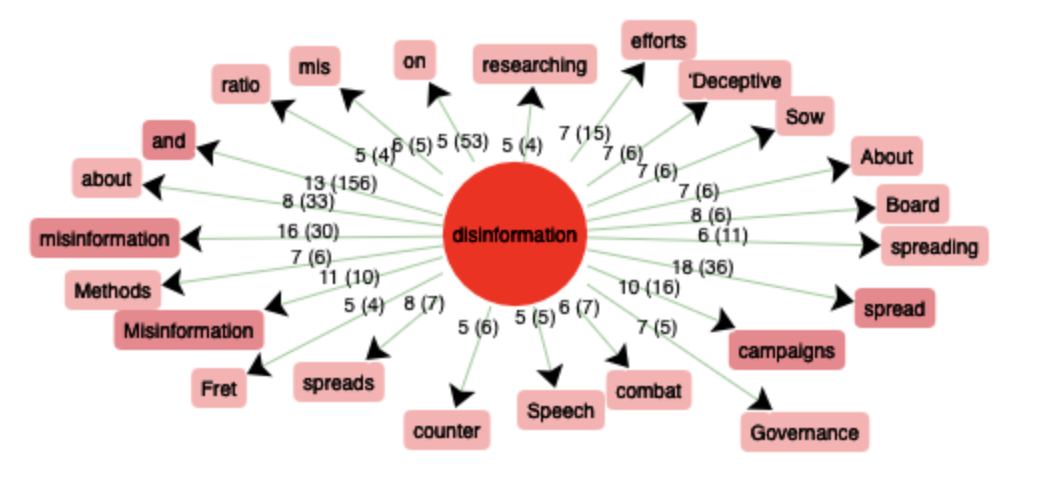 efforts
mis
on
researching
'Deceptive
ratio
Sow
7 (15)
and
6 (5)
5 (53)
5 (4)
7 (6)
5 (4)
About
7 (6)
about
13 (156)
7 (6)
8 (33)
8 (6)
Board
misinformation
16 (30)
disinformation
6 (11)
spreading
7 (6)
18 (36)
Methods
11 (10)
10 (16)
5 (4)
8 (7)
6 (7)
spread
Misinformation
5 (6)
5 (5)
7 (5)
campaigns
Fret
spreads
combat
Speech
counter
Governance